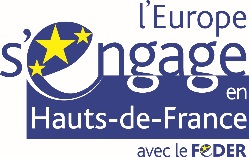 l'Europe
s'engage
en
Hauts-de-France
avec le FEDER